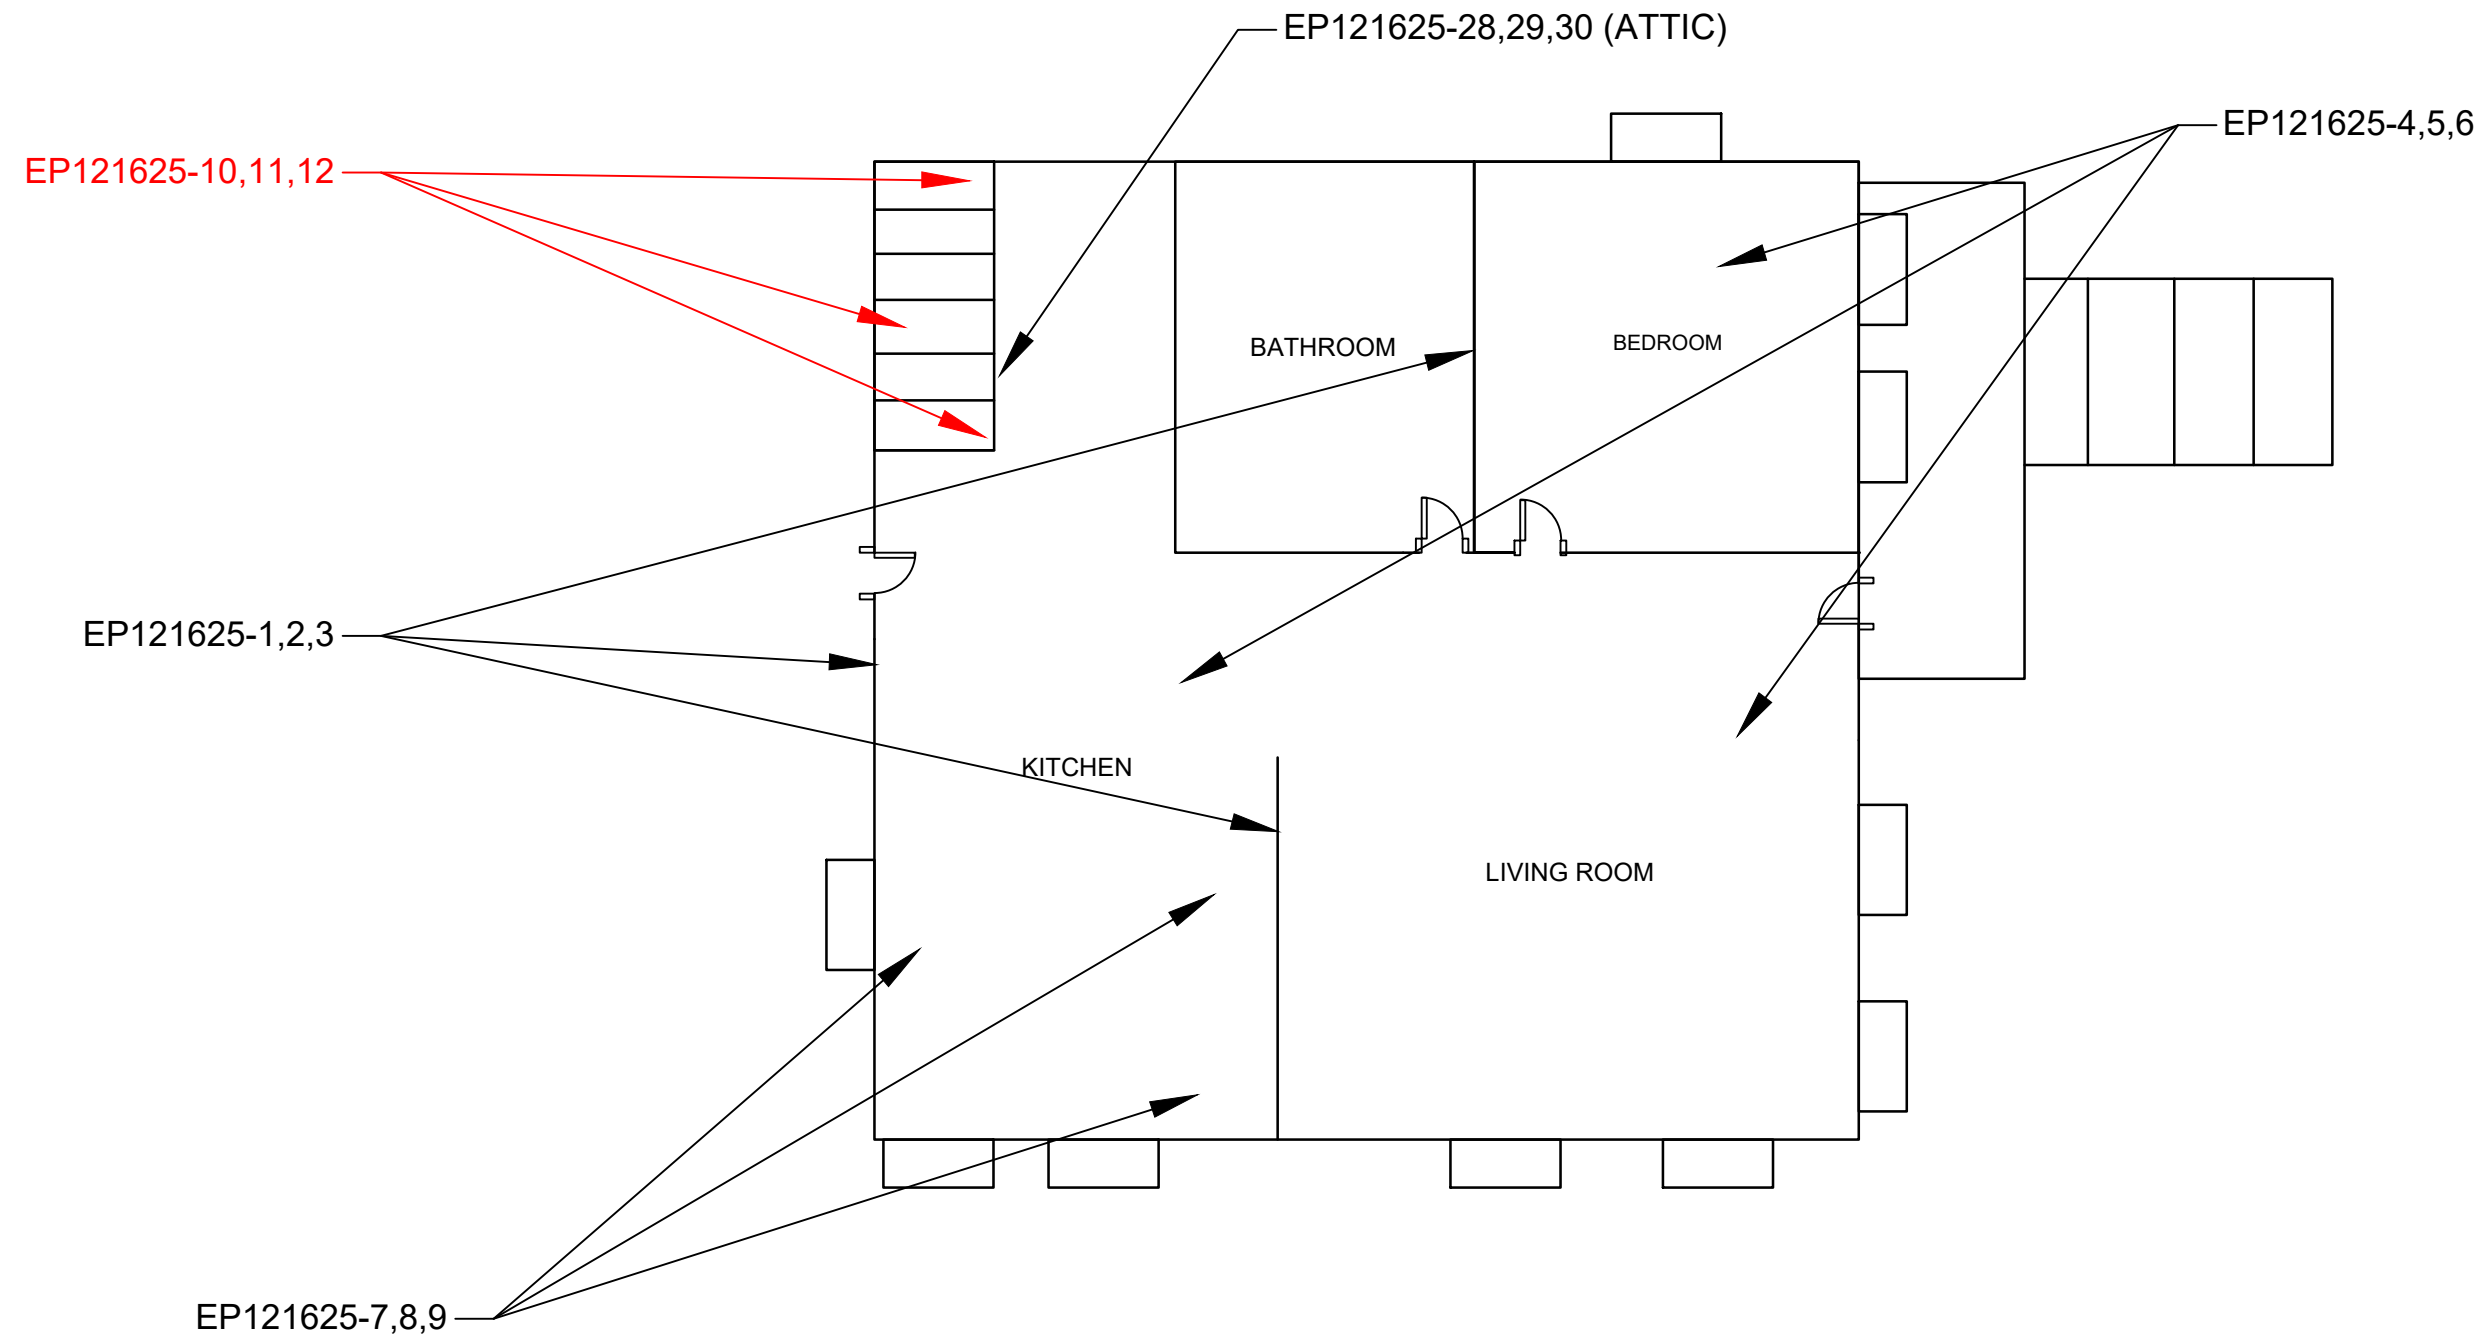 EP121625-28,29,30 (ATTIC)
EP121625-4,5,6
EP121625-10,11,12
BATHROOM
BEDROOM
EP121625-1,2,3
KITCHEN
LIVING ROOM
EP121625-7,8,9